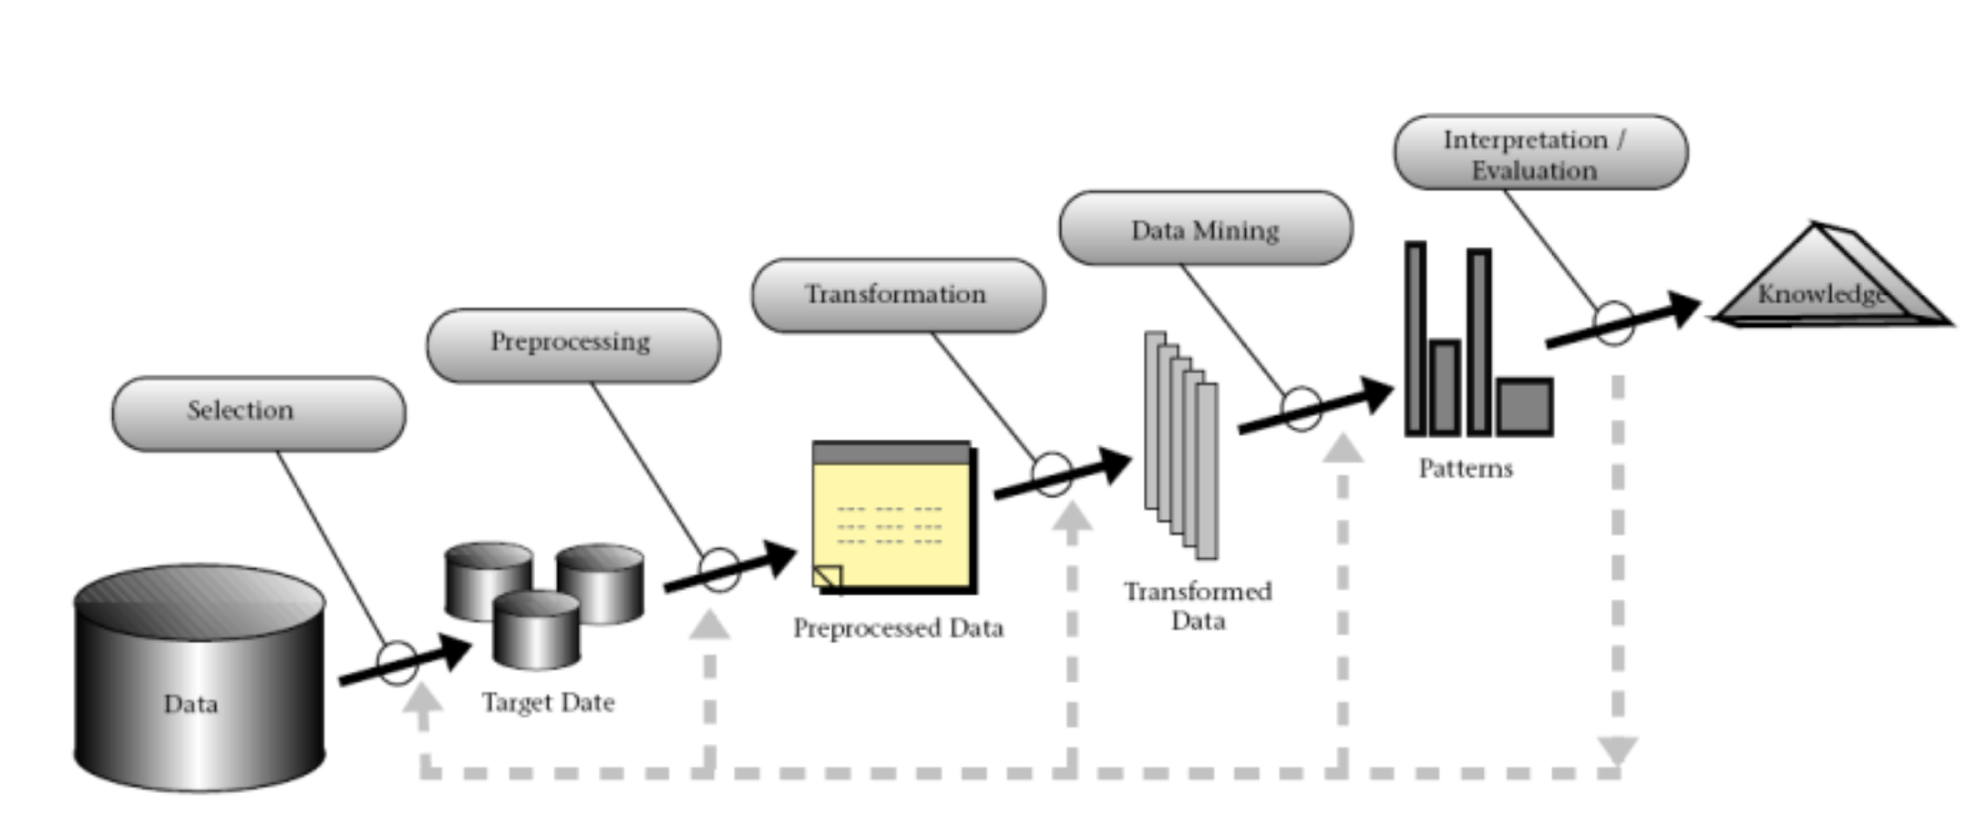 Interpretation /
Evaluation
Data Mining
Transformation
Preprocessing
Selection
Knowledge
Patterns
Transformed
Data
Preprocessed Data
Target Date
Data